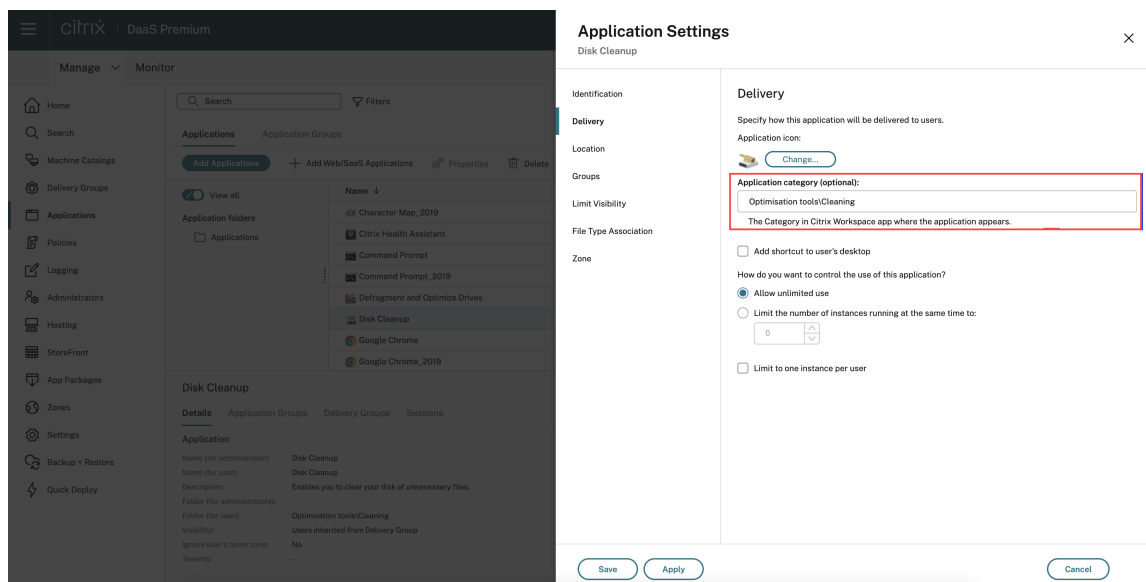 citrix DaaS Premium
Manage Monitor
Home
Search
Machine Catalogs
Delivery Groups
Applications
Policies
Logging
Administrators
Hosting
StoreFront
App Packages
Zones
Settings
Backup + Restore
Quick Deploy
Search Filters
Applications Application Groups
Add Applications Add Web/SaaS Applications Properties Delete
View all
Application folders
Applications
Name ↓
Character Map_2019
Citrix Health Assistant
Command Prompt
Command Prompt_2019
Defragment and Optimize Drives
Disk Cleanup
Google Chrome
Google Chrome_2019
Disk Cleanup
Details Application Groups Delivery Groups Sessions
Application
Name (for administrator): Disk Cleanup
Name (for user): Disk Cleanup
Description: Enables you to clear your disk of unnecessary files.
Folder (for administrators): -
Folder (for user): Optimisation tools\Cleaning
Visibility: Users inherited from Delivery Group
Ignore user's home zone: No
Tenants: -
Application Settings
Disk Cleanup
Identification
Delivery
Location
Groups
Limit Visibility
File Type Association
Zone
Delivery
Specify how this application will be delivered to users.
Application icon:
Change...
Application category (optional):
Optimisation tools\Cleaning
The Category in Citrix Workspace app where the application appears.
Add shortcut to user's desktop
How do you want to control the use of this application?
Allow unlimited use
Limit the number of instances running at the same time to:
0
Limit to one instance per user
Save Apply Cancel